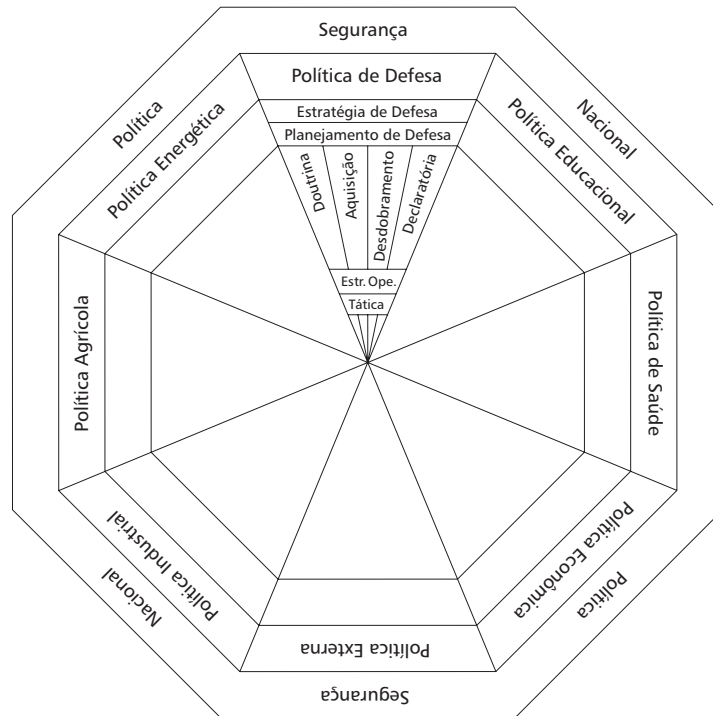 Segurança
Política de Defesa
Estratégia de Defesa
Planejamento de Defesa
Doutrina
Aquisição
Desdobramento
Declaratória
Estr. Ope.
Tática
Nacional
Política Educacional
Política de Saúde
Política Econômica
Política
Política Externa
Segurança
Política Industrial
Nacional
Política Agrícola
Política Energética
Política